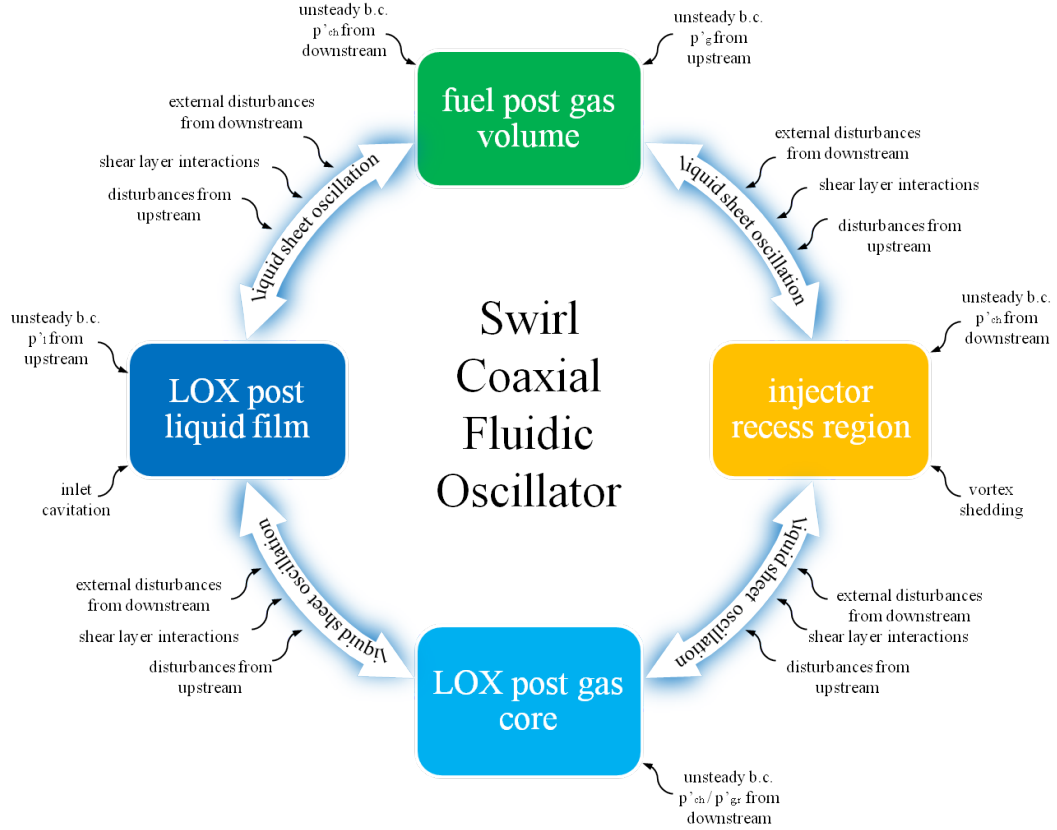 unsteady b.c.
p'ch from
downstream
unsteady b.c.
p'g from
upstream
fuel post gas
volume
external disturbances
from downstream
shear layer interactions
disturbances from
upstream
liquid sheet oscillation
external disturbances
from downstream
shear layer interactions
disturbances from
upstream
liquid sheet oscillation
unsteady b.c.
p'l from
upstream
LOX post
liquid film
inlet
cavitation
Swirl
Coaxial
Fluidic
Oscillator
unsteady b.c.
p'ch from
downstream
injector
recess region
vortex
shedding
liquid sheet oscillation
external disturbances
from downstream
shear layer interactions
disturbances from
upstream
liquid sheet oscillation
external disturbances
from downstream
shear layer interactions
disturbances from
upstream
LOX post gas
core
unsteady b.c.
p'ch / p'gr from
downstream